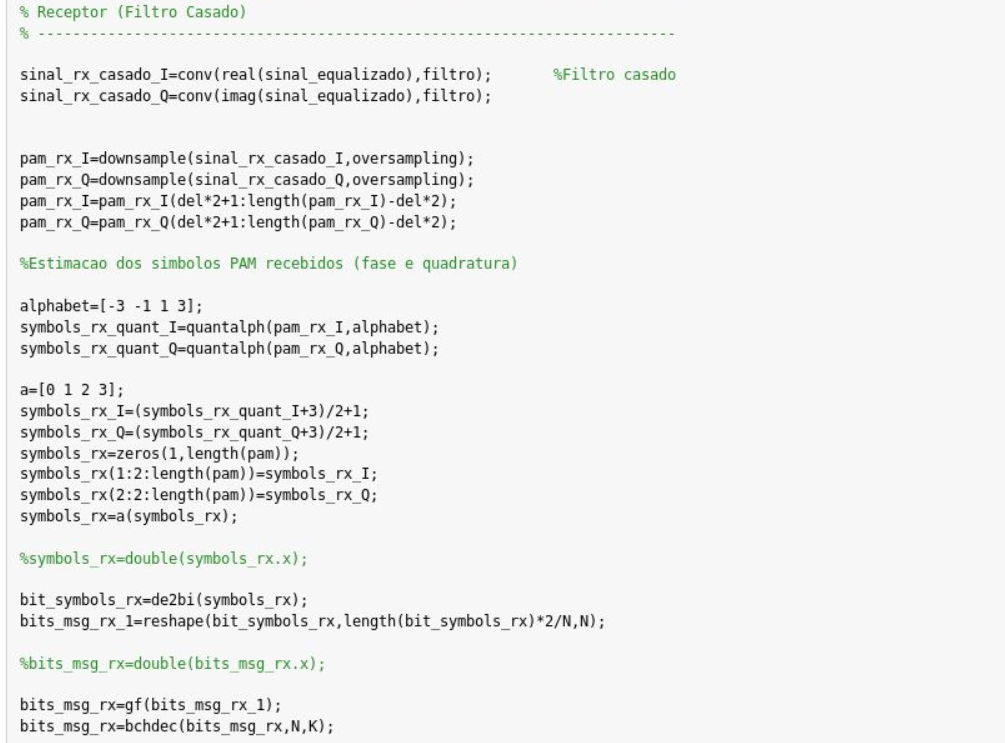 % Receptor (Filtro Casado)
% -------------------------------------------------------------------------
sinal_rx_casado_I=conv(real(sinal_equalizado),filtro);       %Filtro casado
sinal_rx_casado_Q=conv(imag(sinal_equalizado),filtro);
pam_rx_I=downsample(sinal_rx_casado_I,oversampling);
pam_rx_Q=downsample(sinal_rx_casado_Q,oversampling);
pam_rx_I=pam_rx_I(del*2+1:length(pam_rx_I)-del*2);
pam_rx_Q=pam_rx_Q(del*2+1:length(pam_rx_Q)-del*2);
%Estimacao dos simbolos PAM recebidos (fase e quadratura)
alphabet=[-3 -1 1 3];
symbols_rx_quant_I=quantalph(pam_rx_I,alphabet);
symbols_rx_quant_Q=quantalph(pam_rx_Q,alphabet);
a=[0 1 2 3];
symbols_rx_I=(symbols_rx_quant_I+3)/2+1;
symbols_rx_Q=(symbols_rx_quant_Q+3)/2+1;
symbols_rx=zeros(1,length(pam));
symbols_rx(1:2:length(pam))=symbols_rx_I;
symbols_rx(2:2:length(pam))=symbols_rx_Q;
symbols_rx=a(symbols_rx);
%symbols_rx=double(symbols_rx.x);
bit_symbols_rx=de2bi(symbols_rx);
bits_msg_rx_1=reshape(bit_symbols_rx,length(bit_symbols_rx)*2/N,N);
%bits_msg_rx=double(bits_msg_rx.x);
bits_msg_rx=gf(bits_msg_rx_1);
bits_msg_rx=bchdec(bits_msg_rx,N,K);